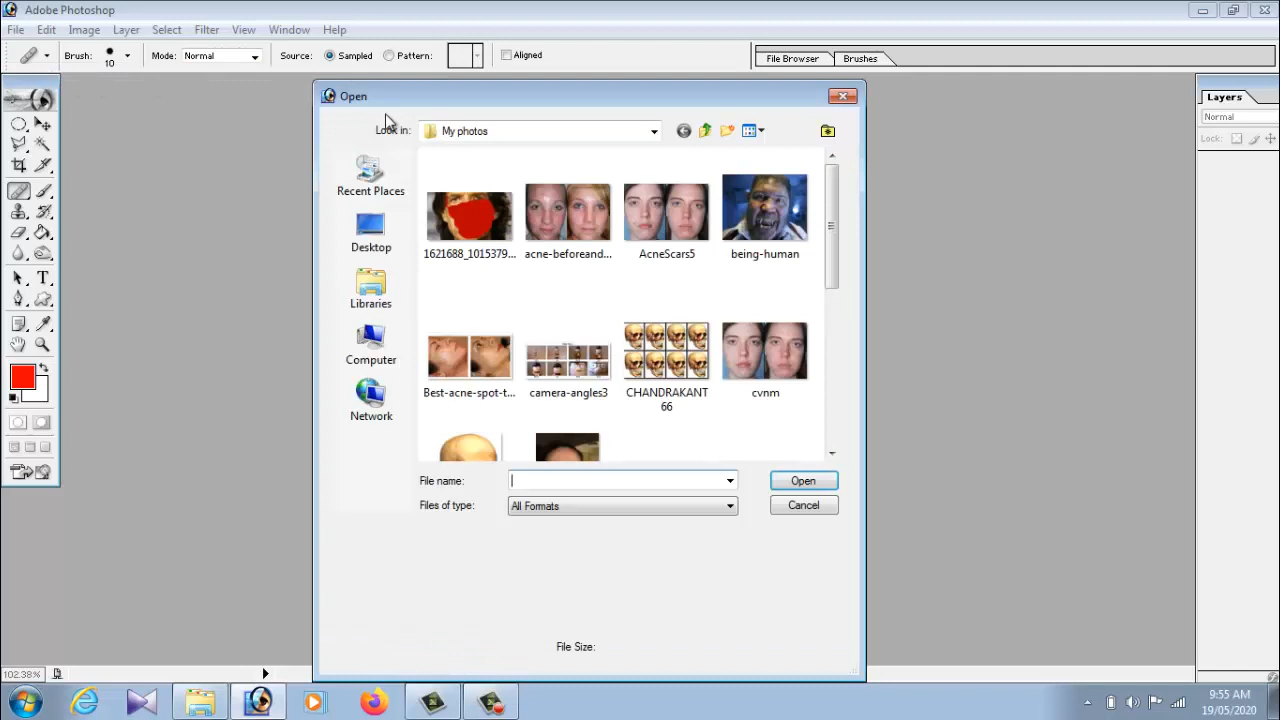 Adobe Photoshop
File Edit Image Layer Select Filter View Window Help
Brush: 10 Mode: Normal Source: Sampled Pattern: Aligned File Browser Brushes
Open
Look in: My photos
Layers
Normal
Lock:
Recent Places
Desktop
Libraries
Computer
Network
1621688_1015379... acne-beforeand... AcneScars5 being-human
Best-acne-spot-t... camera-angles3 CHANDRAKANT 66 cvnm
T
File name: Open
Files of type: All Formats Cancel
File Size:
102.38%
9:55 AM
19/05/2020